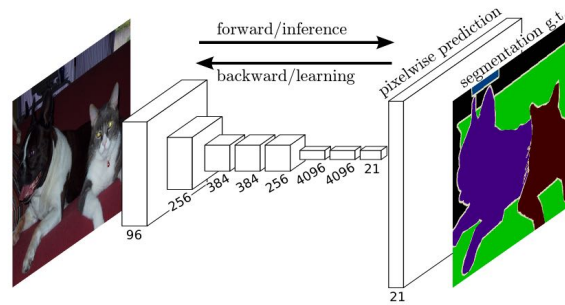 forward/inference
backward/learning
pixelwise prediction
segmentation g.t.
96
256
384
384
256
4096
4096
21
21